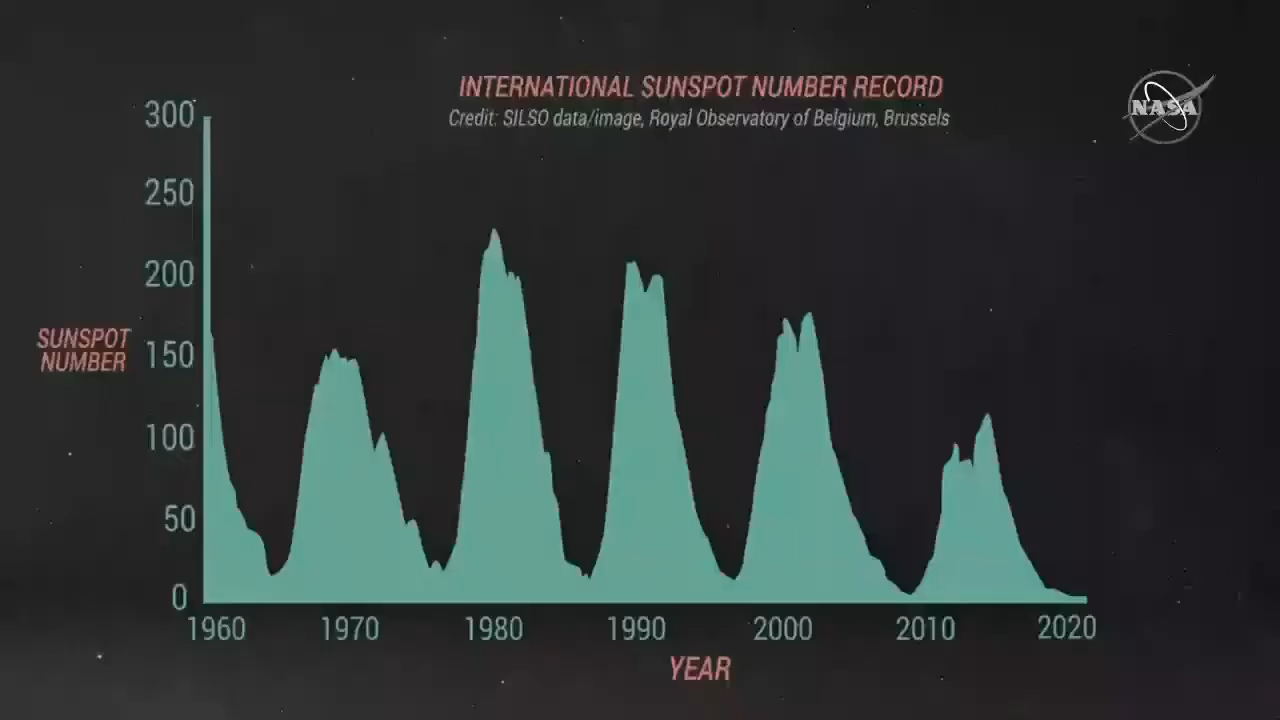 INTERNATIONAL SUNSPOT NUMBER RECORD
Credit: SILSO data/image, Royal Observatory of Belgium, Brussels
NASA
300
250
200
SUNSPOT
NUMBER
150
100
50
0
1960 1970 1980 1990 2000 2010 2020
YEAR